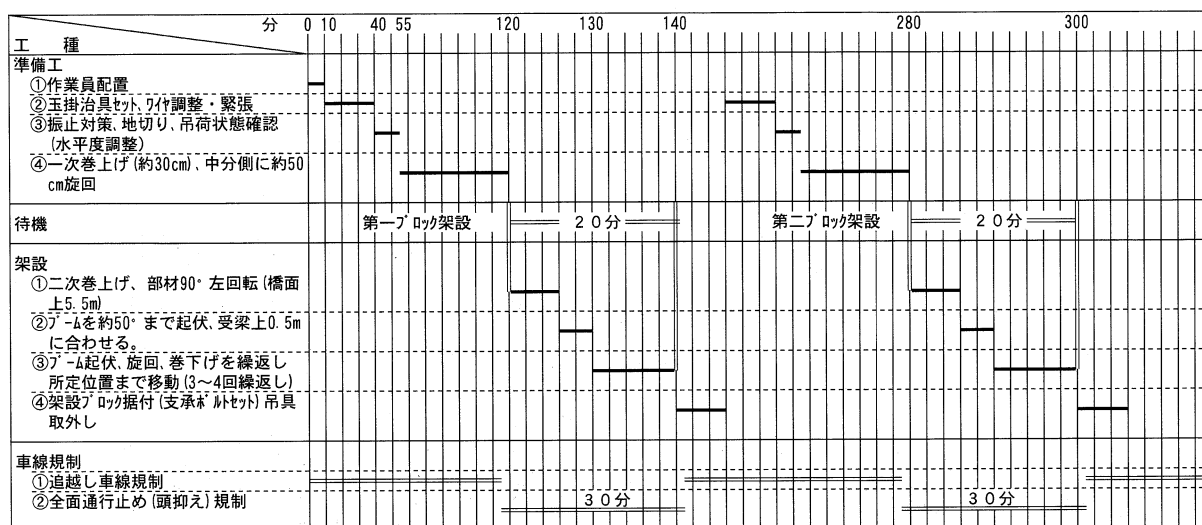 分 0 10 40 55 120 130 140 280 300
工 種
準備工
①作業員配置
②玉掛治具ｾｯﾄ、ﾜｲﾔ調整・緊張
③振止対策、地切り、吊荷状態確認
(水平度調整)
④一次巻上げ(約30cm)、中分側に約50
cm旋回
待機 第一ﾌﾞﾛｯｸ架設 20分 第二ﾌﾞﾛｯｸ架設 20分
架設
①二次巻上げ、部材90°左回転(橋面
上5.5m)
②ﾌﾞｰﾑを約50°まで起伏、受梁上0.5m
に合わせる。
③ﾌﾞｰﾑ起伏、旋回、巻下げを繰返し
所定位置まで移動(3～4回繰返し)
④架設ﾌﾞﾛｯｸ据付(支承ﾎﾞﾙﾄｾｯﾄ)吊具
取外し
車線規制
①追越し車線規制
②全面通行止め(頭抑え)規制 30分 30分